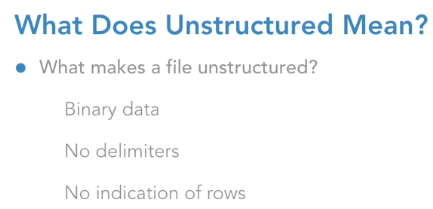 What Does Unstructured Mean?
What makes a file unstructured?
Binary data
No delimiters
No indication of rows